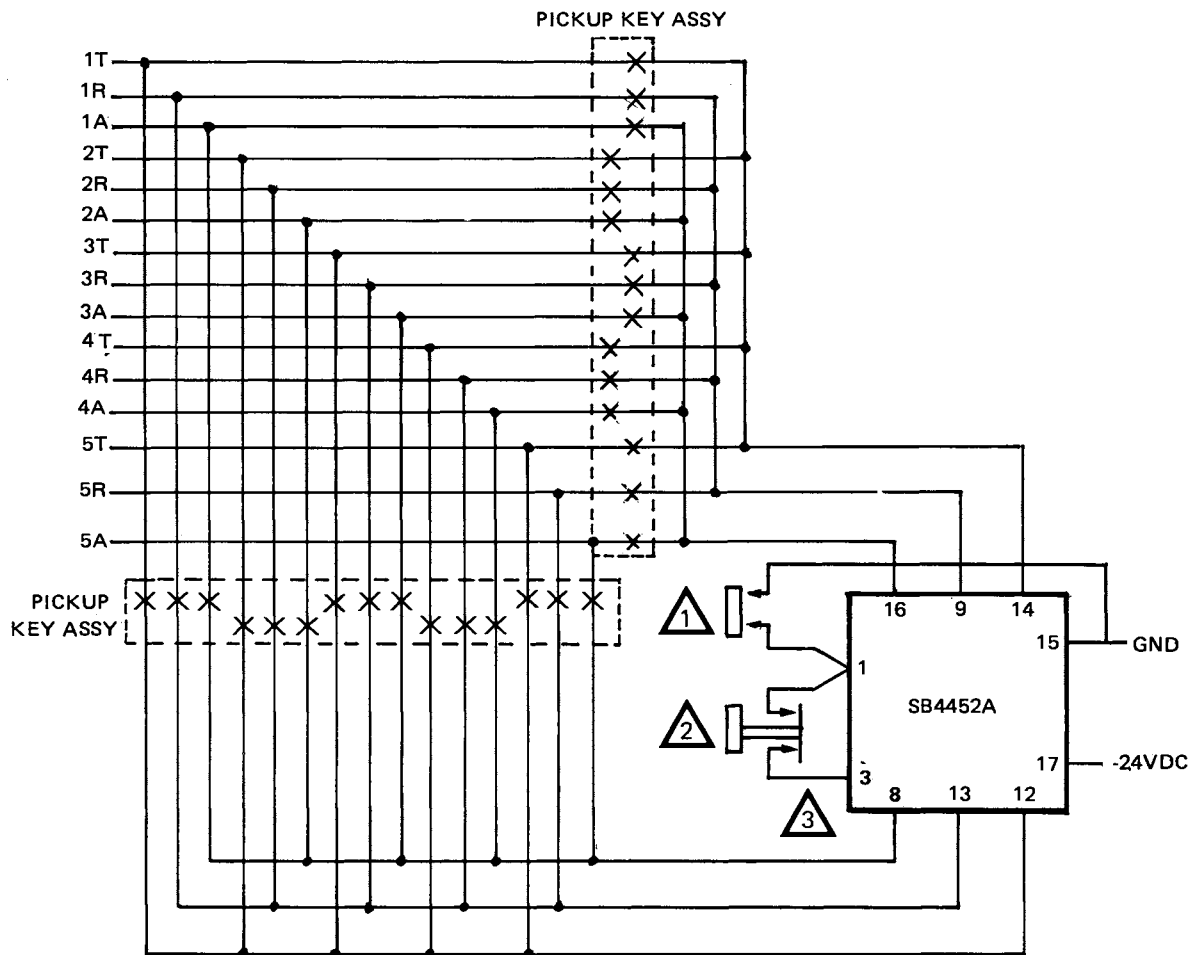 PICKUP KEY ASSY
1T
1R
1A
2T
2R
2A
3T
3R
3A
4T
4R
4A
5T
5R
5A
PICKUP
KEY ASSY
1
2
3
16
9
14
15
GND
1
SB4452A
17
-24VDC
3
8
13
12